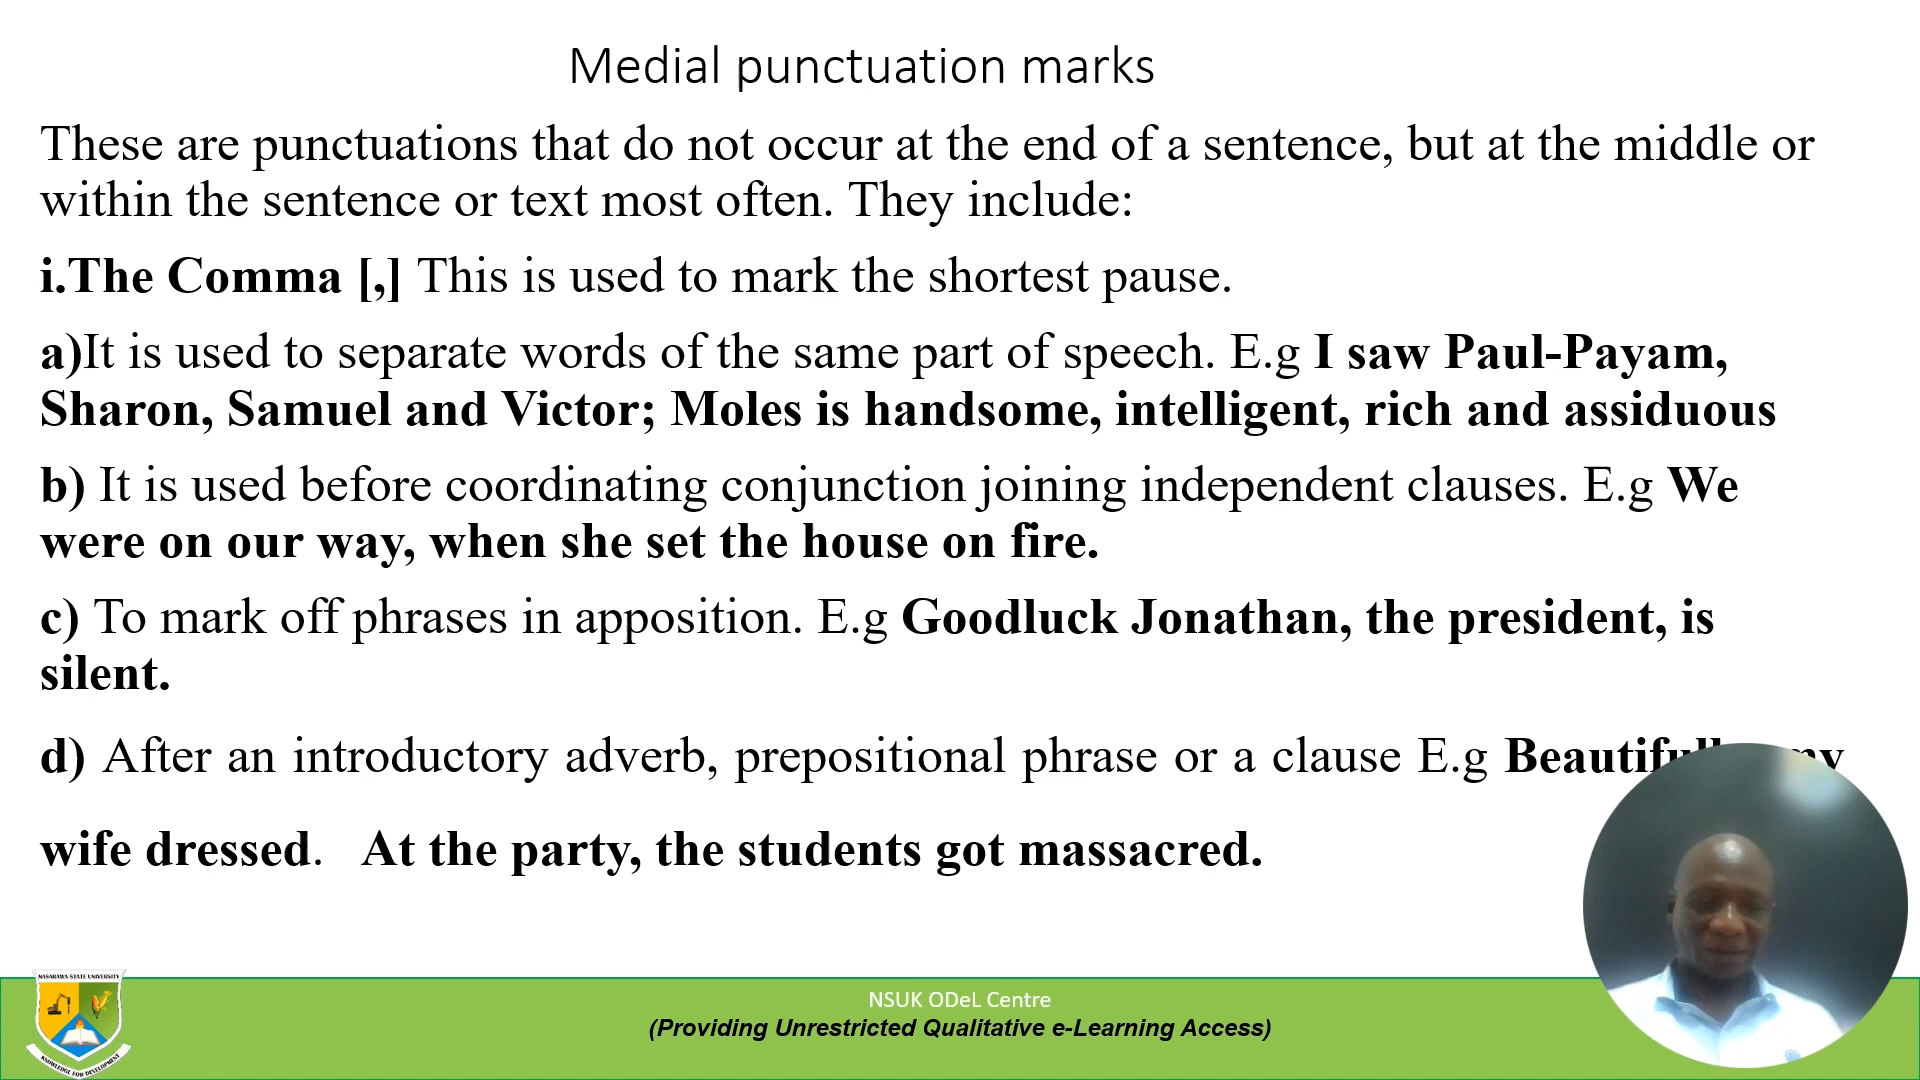 Medial punctuation marks
These are punctuations that do not occur at the end of a sentence, but at the middle or
within the sentence or text most often. They include:
i.The Comma [,] This is used to mark the shortest pause.
a)It is used to separate words of the same part of speech. E.g I saw Paul-Payam,
Sharon, Samuel and Victor; Moles is handsome, intelligent, rich and assiduous
b) It is used before coordinating conjunction joining independent clauses. E.g We
were on our way, when she set the house on fire.
c) To mark off phrases in apposition. E.g Goodluck Jonathan, the president, is
silent.
d) After an introductory adverb, prepositional phrase or a clause E.g
wife dressed. At the party, the students got massacred.
NASARAWA STATE UNIVERSITY
KNOWLEDGE FOR DEVELOPMENT
NSUK ODeL Centre
(Providing Unrestricted Qualitative e-Learning Access)